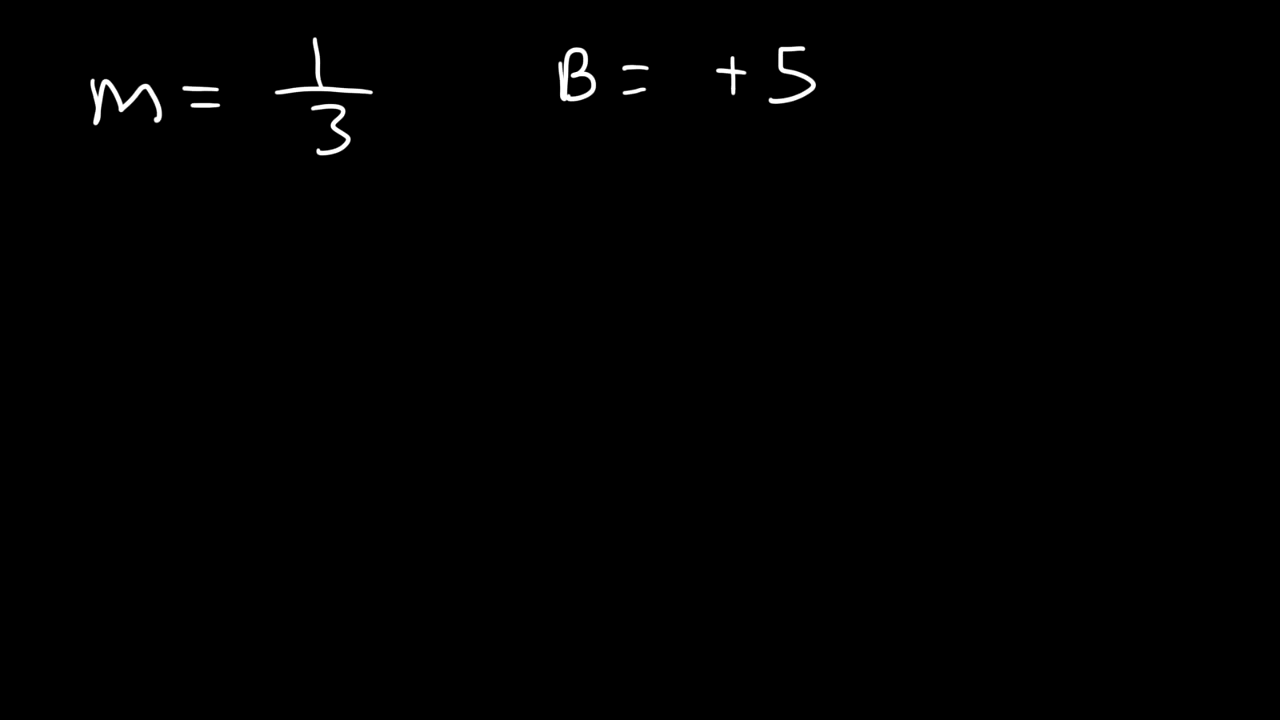 m = 1/3 B = +5